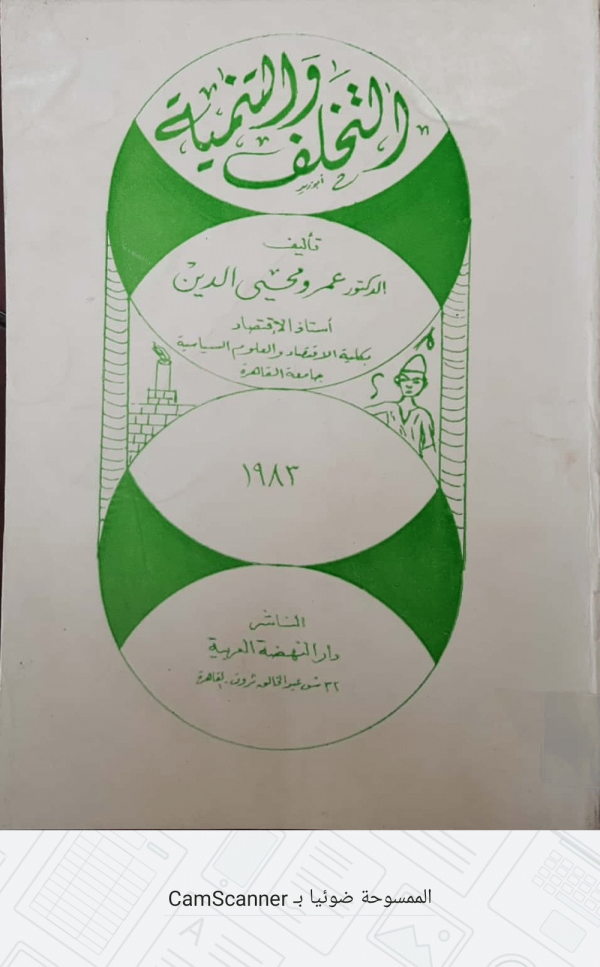 التخلف والتنمية
تأليف
الدكتور عمرو محيى الدين
أستاذ الاقتصاد
بكلية الاقتصاد والعلوم السياسية
جامعة القاهرة
١٩٨٣
الناشر
دار النهضة العربية
٣٢ ش عبد الخالق ثروت - القاهرة
الممسوحة ضوئيا بـ CamScanner